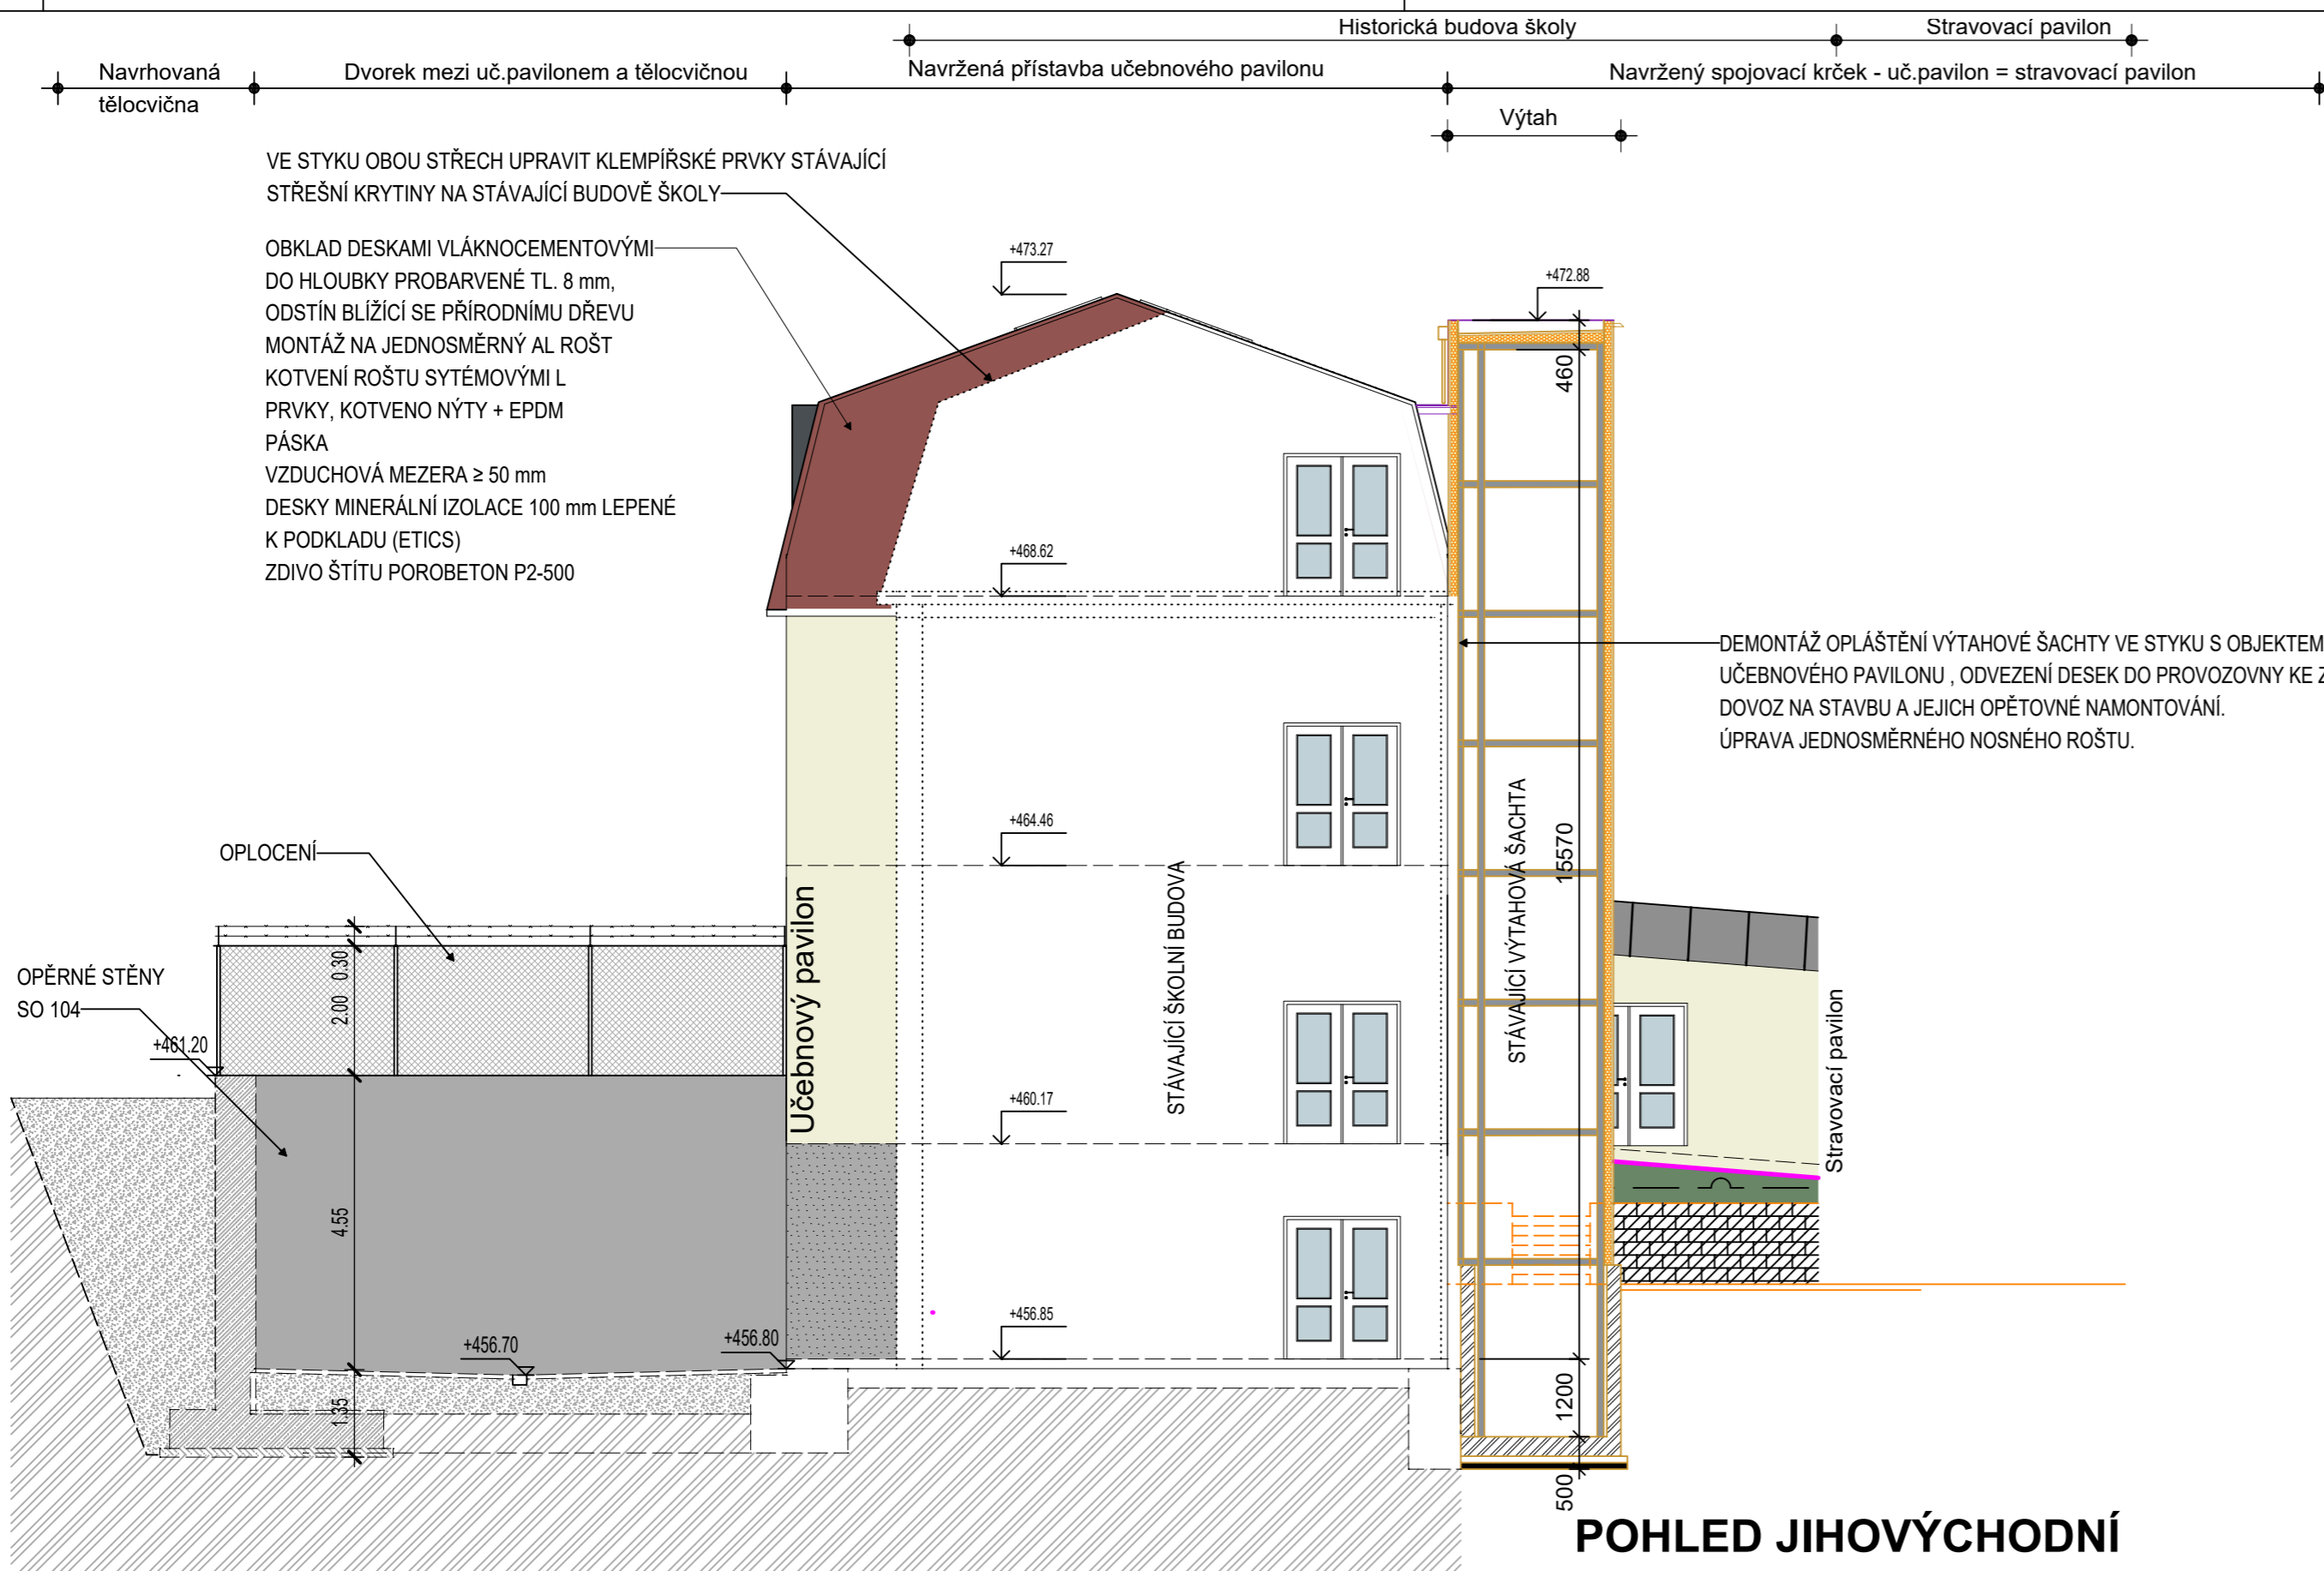 Historická budova školy
Stravovací pavilon
Navrhovaná
tělocvična
Dvorek mezi uč.pavilonem a tělocvičnou
Navržená přístavba učebnového pavilonu
Navržený spojovací krček - uč.pavilon = stravovací pavilon
Výtah
VE STYKU OBOU STŘECH UPRAVIT KLEMPÍŘSKÉ PRVKY STÁVAJÍCÍ
STŘEŠNÍ KRYTINY NA STÁVAJÍCÍ BUDOVĚ ŠKOLY
OBKLAD DESKAMI VLÁKNOCEMENTOVÝMI
DO HLOUBKY PROBARVENÉ TL. 8 mm,
ODSTÍN BLÍŽÍCÍ SE PŘÍRODNÍMU DŘEVU
MONTÁŽ NA JEDNOSMĚRNÝ AL ROŠT
KOTVENÍ ROŠTU SYTÉMOVÝMI L
PRVKY, KOTVENO NÝTY + EPDM
PÁSKA
VZDUCHOVÁ MEZERA ≥ 50 mm
DESKY MINERÁLNÍ IZOLACE 100 mm LEPENÉ
K PODKLADU (ETICS)
ZDIVO ŠTÍTU POROBETON P2-500
+473.27
+472.88
460
+468.62
DEMONTÁŽ OPLÁŠTĚNÍ VÝTAHOVÉ ŠACHTY VE STYKU S OBJEKTEM
UČEBNOVÉHO PAVILONU , ODVEZENÍ DESEK DO PROVOZOVNY KE Z
DOVOZ NA STAVBU A JEJICH OPĚTOVNÉ NAMONTOVÁNÍ.
ÚPRAVA JEDNOSMĚRNÉHO NOSNÉHO ROŠTU.
+464.46
OPLOCENÍ
Učebnový pavilon
STÁVAJÍCÍ ŠKOLNÍ BUDOVA
STÁVAJÍCÍ VÝTAHOVÁ ŠACHTA
15570
Stravovací pavilon
OPĚRNÉ STĚNY
SO 104
0.30
2.00
+461.20
+460.17
4.55
+456.85
+456.80
+456.70
1.35
1200
500
POHLED JIHOVÝCHODNÍ